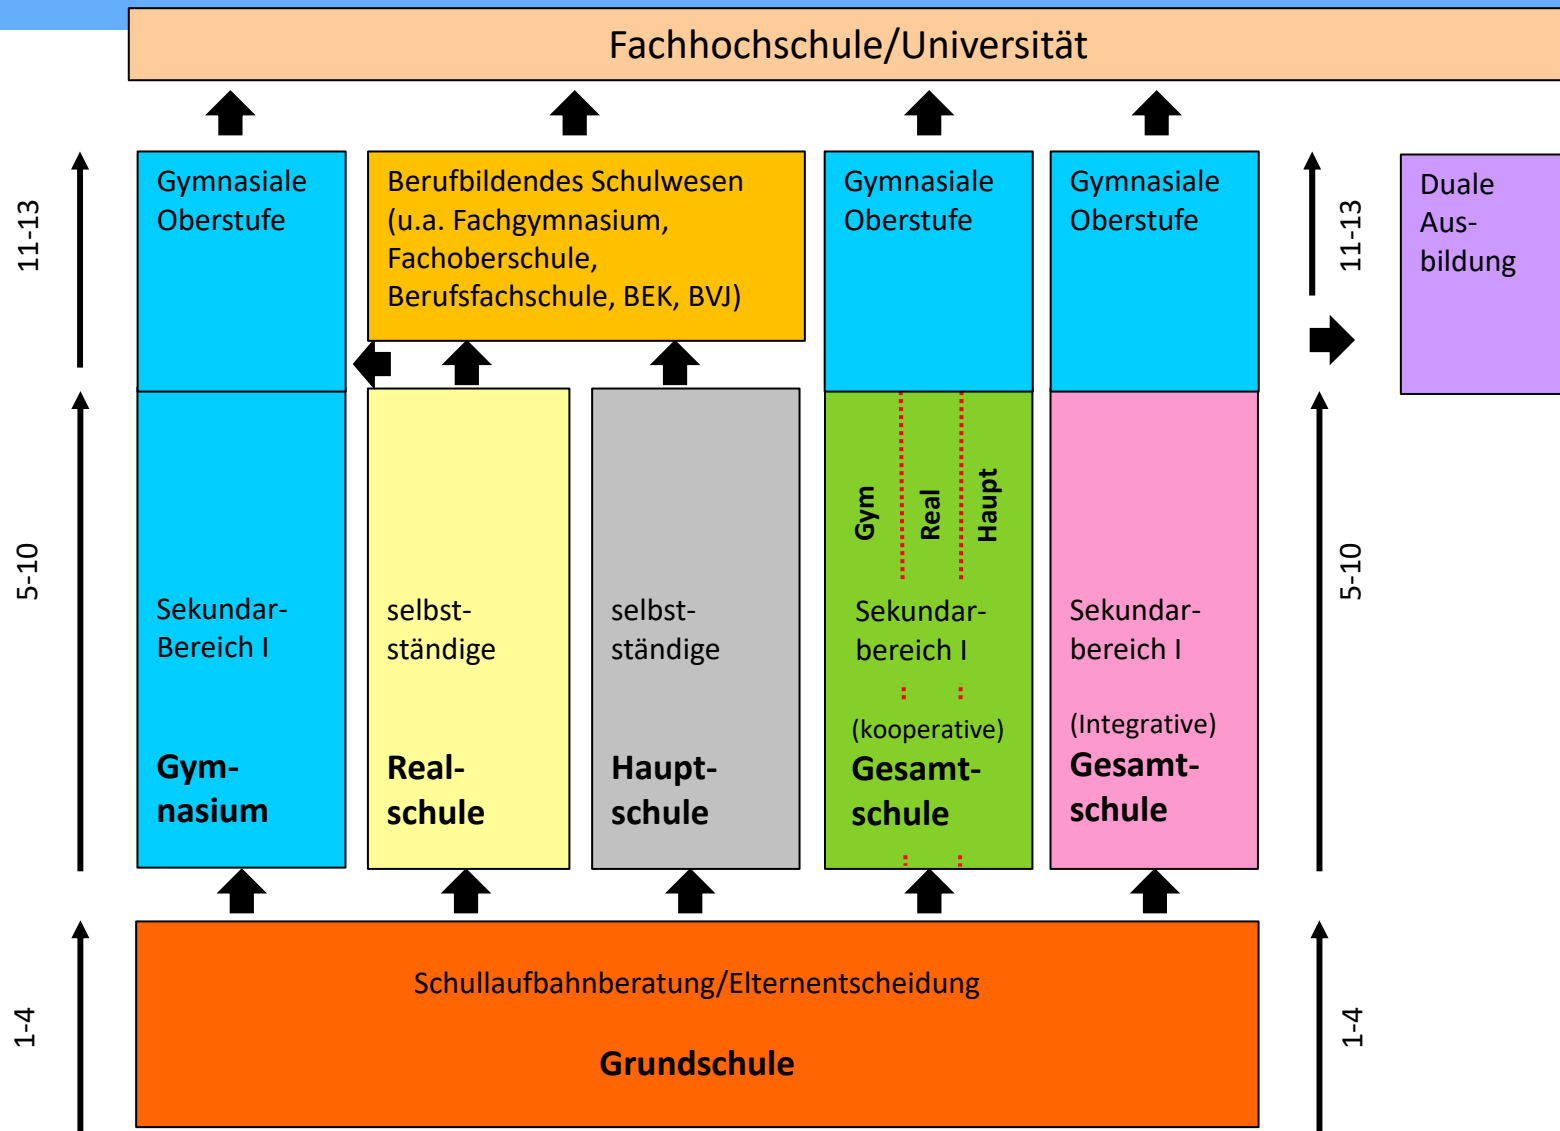 Fachhochschule/Universität
11-13
Gymnasiale
Oberstufe
Berufbildendes Schulwesen
(u.a. Fachgymnasium,
Fachoberschule,
Berufsfachschule, BEK, BVJ)
Gymnasiale
Oberstufe
Gymnasiale
Oberstufe
11-13
Duale
Aus-
bildung
5-10
Sekundar-
Bereich I
Gym-
nasium
selbst-
ständige
Real-
schule
selbst-
ständige
Haupt-
schule
Gym
Real
Haupt
Sekundar-
bereich I
(kooperative)
Gesamt-
schule
Sekundar-
bereich I
(Integrative)
Gesamt-
schule
5-10
1-4
Schullaufbahnberatung/Elternentscheidung
Grundschule
1-4